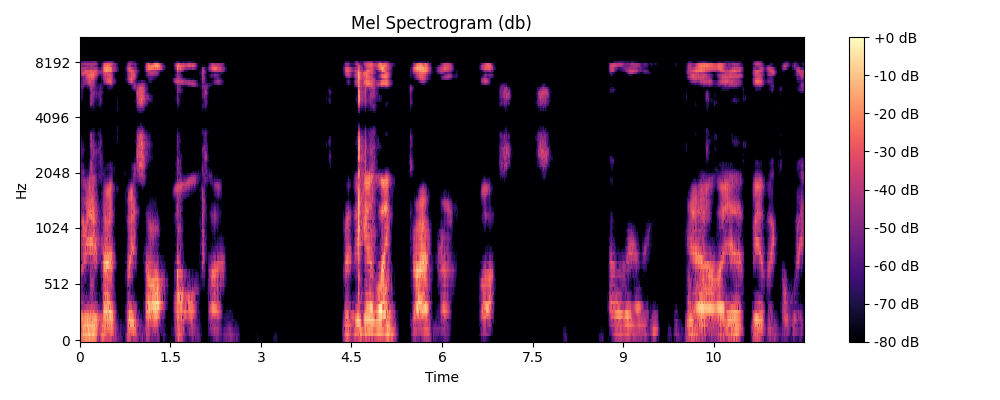 Mel Spectrogram (db)
+0 dB
8192
-10 dB
4096
-20 dB
-30 dB
2048
Hz
-40 dB
1024
-50 dB
-60 dB
512
-70 dB
0
-80 dB
0 1.5 3 4.5 6 7.5 9 10
Time